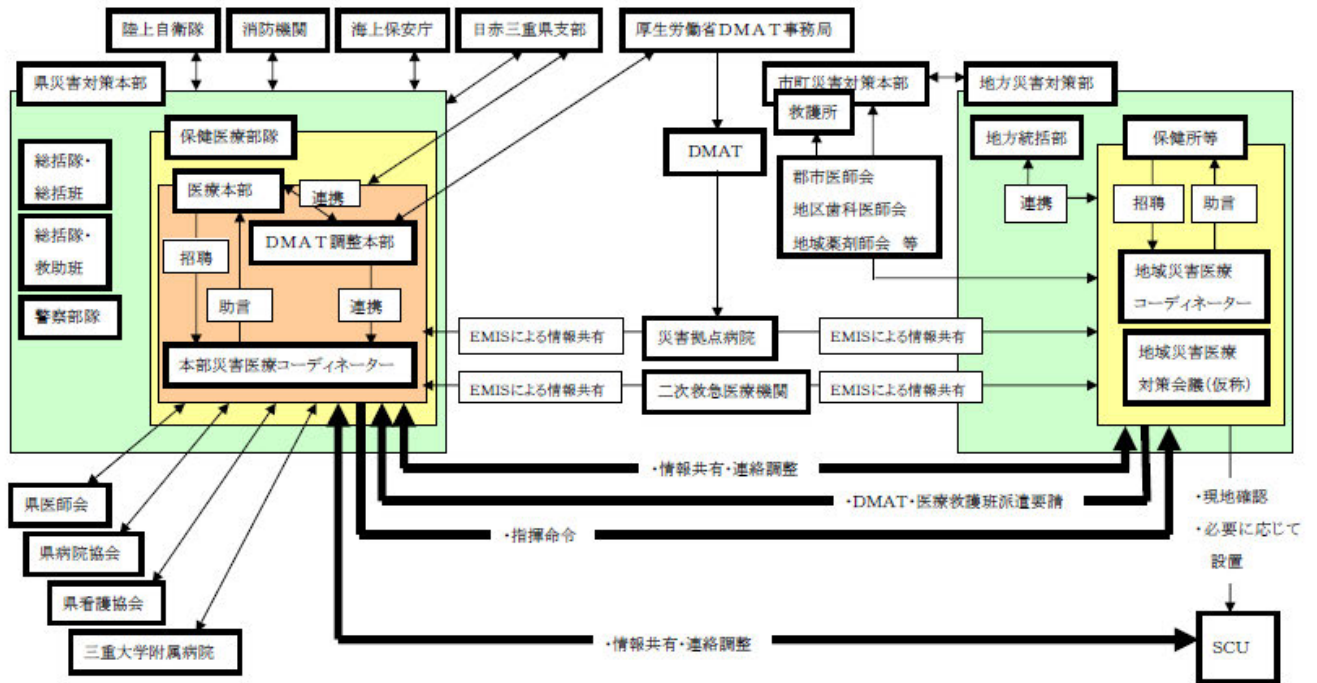 陸上自衛隊
消防機関
海上保安庁
日赤三重県支部
厚生労働省DMAT事務局
県災害対策本部
市町災害対策本部
地方災害対策部
救護所
保健医療部隊
地方統括部
保健所等
総括隊・
総括班
DMAT
医療本部
連携
郡市医師会
地区歯科医師会
地域薬剤師会 等
連携
招聘
助言
総括隊・
救助班
DMAT調整本部
招聘
地域災害医療
コーディネーター
警察部隊
助言
連携
EMISによる情報共有
災害拠点病院
EMISによる情報共有
本部災害医療コーディネーター
地域災害医療
対策会議(仮称)
EMISによる情報共有
二次救急医療機関
EMISによる情報共有
・情報共有・連絡調整
県医師会
・DMAT・医療救護班派遣要請
・現地確認
・指揮命令
・必要に応じて
設置
県病院協会
県看護協会
三重大学附属病院
・情報共有・連絡調整
SCU